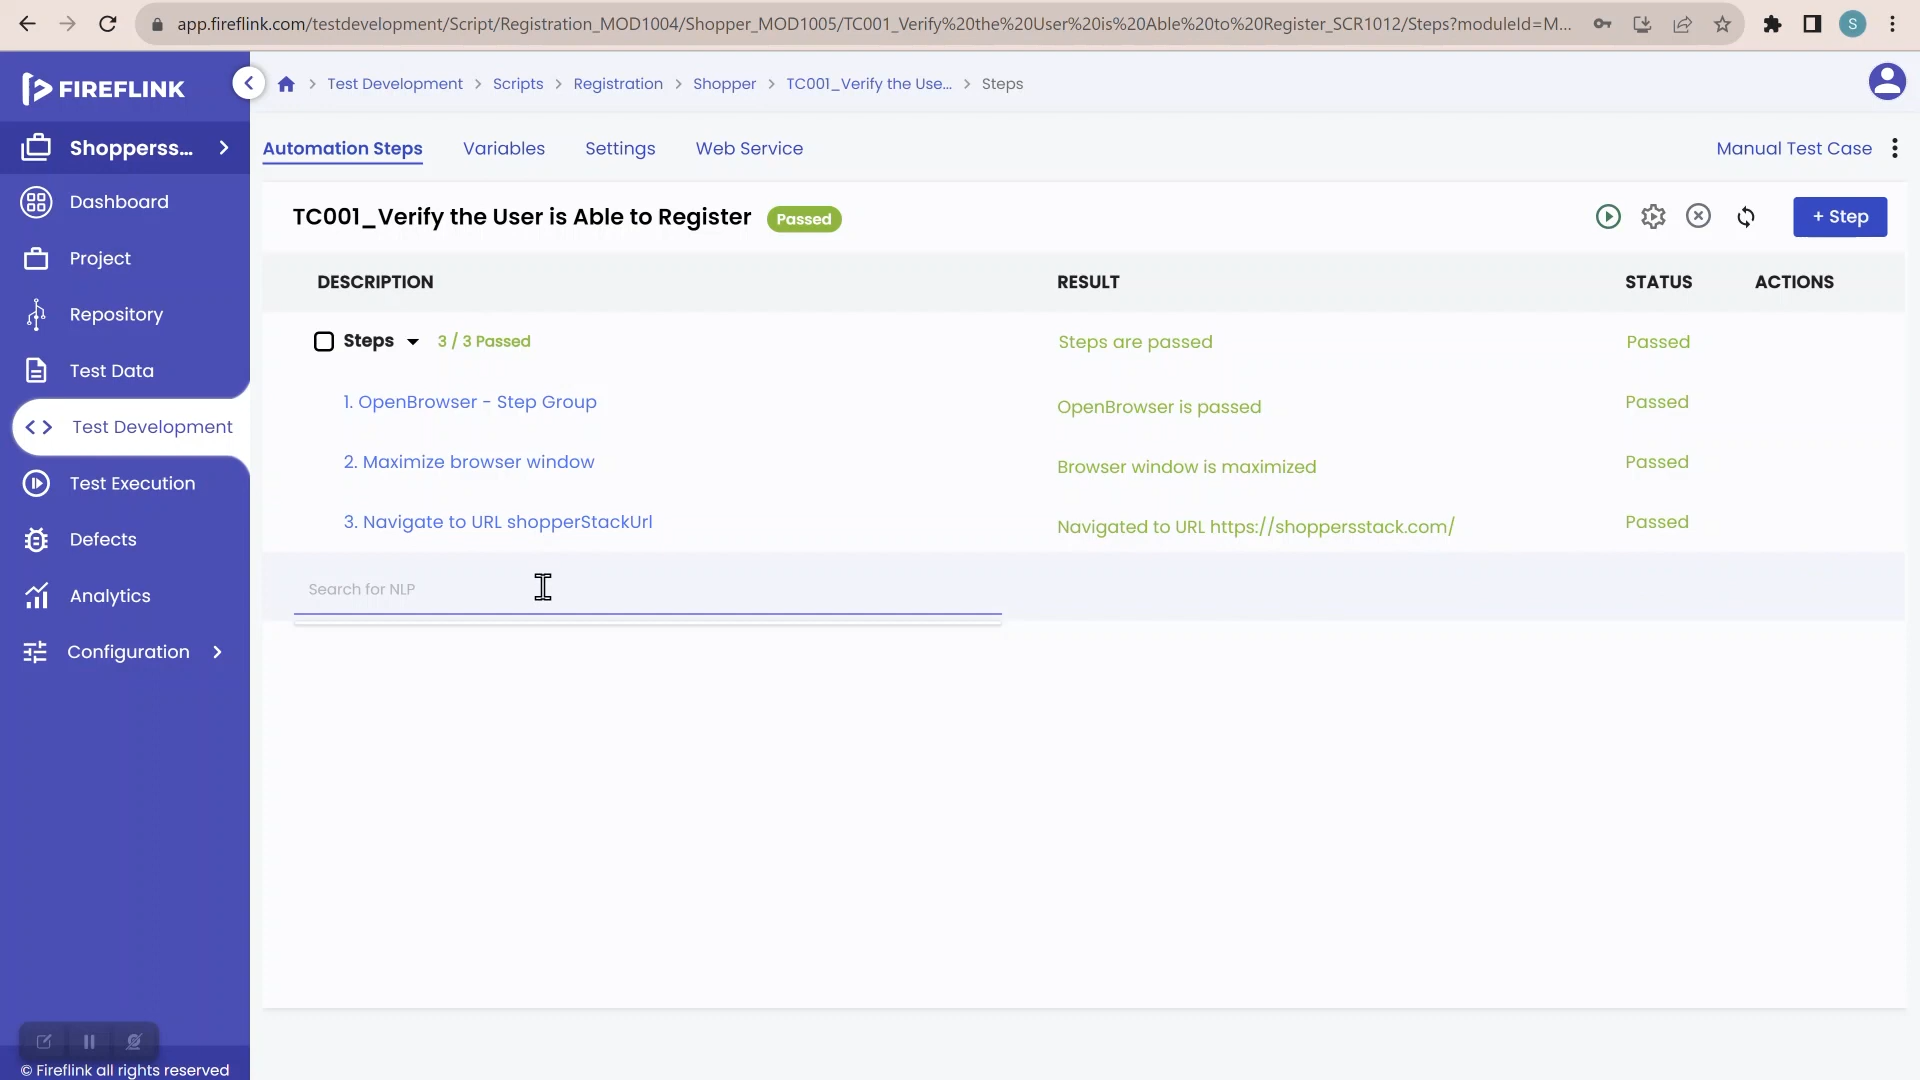 app.fireflink.com/testdevelopment/Script/Registration_MOD1004/Shopper_MOD1005/TC001_Verify%20the%20User%20is%20Able%20to%20Register_SCR1012/Steps?moduleId=M...
S
FIREFLINK
Test Development > Scripts > Registration > Shopper > TC001_Verify the Use... > Steps
Shopperss...
Automation Steps Variables Settings Web Service Manual Test Case
Dashboard
TC001_Verify the User is Able to Register Passed + Step
Project
DESCRIPTION RESULT STATUS ACTIONS
Repository
Steps 3 / 3 Passed Steps are passed Passed
Test Data
1. OpenBrowser - Step Group OpenBrowser is passed Passed
Test Development
2. Maximize browser window Browser window is maximized Passed
Test Execution
3. Navigate to URL shopperStackUrl Navigated to URL https://shoppersstack.com/ Passed
Defects
Search for NLP
Analytics
Configuration
© Fireflink all rights reserved